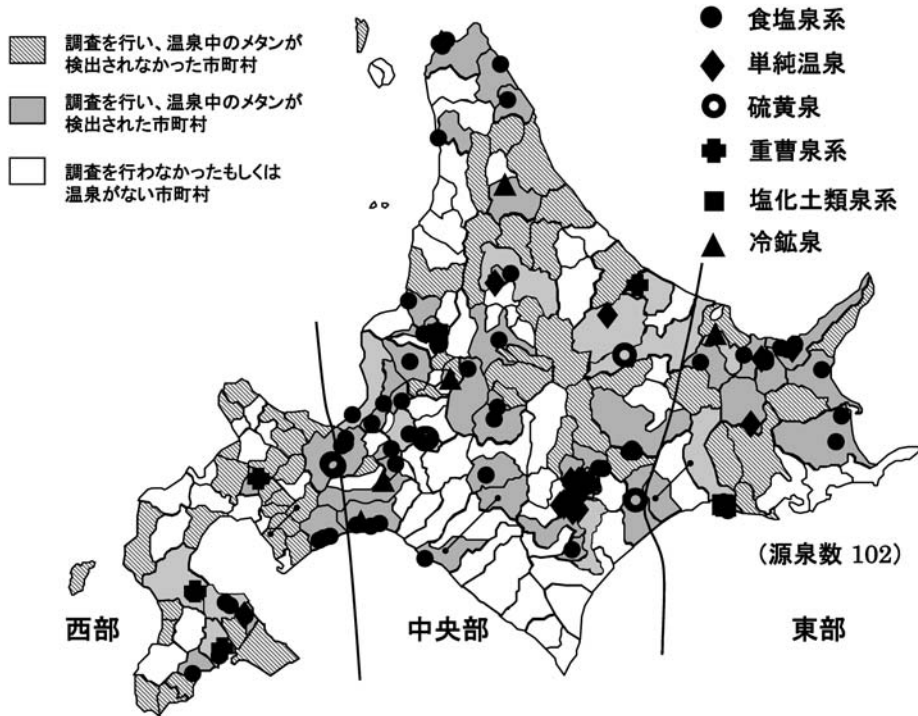 調査を行い、温泉中のメタンが
検出されなかった市町村
調査を行い、温泉中のメタンが
検出された市町村
調査を行わなかったもしくは
温泉がない市町村
食塩泉系
単純温泉
硫黄泉
重曹泉系
塩化土類泉系
冷鉱泉
(源泉数 102)
西部
中央部
東部